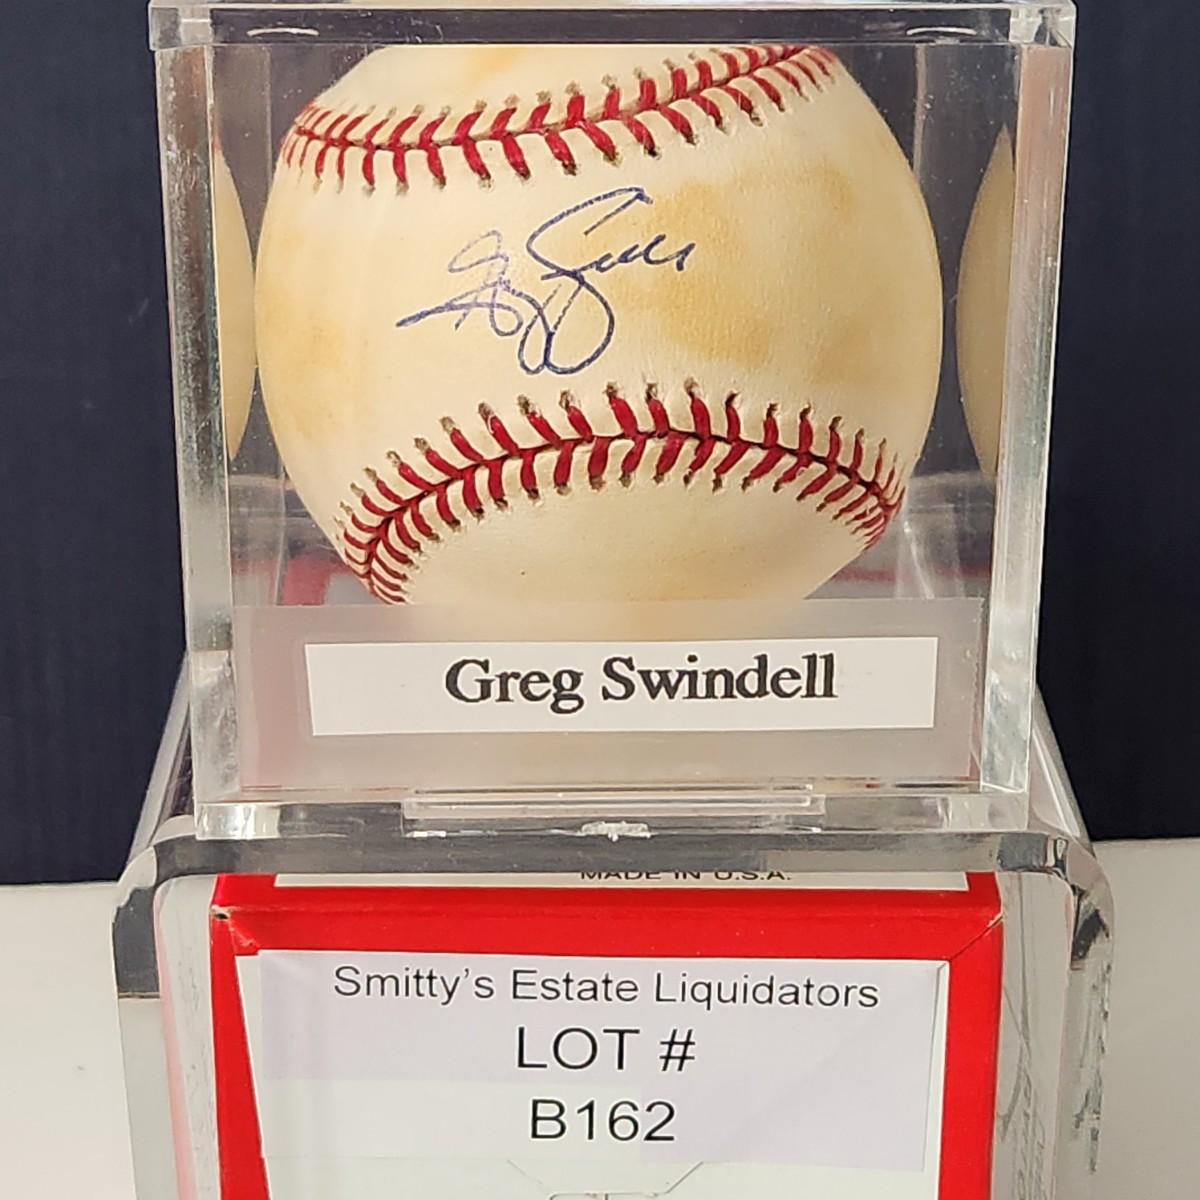 Greg Swindell
MADE IN U.S.A.
Smitty's Estate Liquidators
LOT #
B162